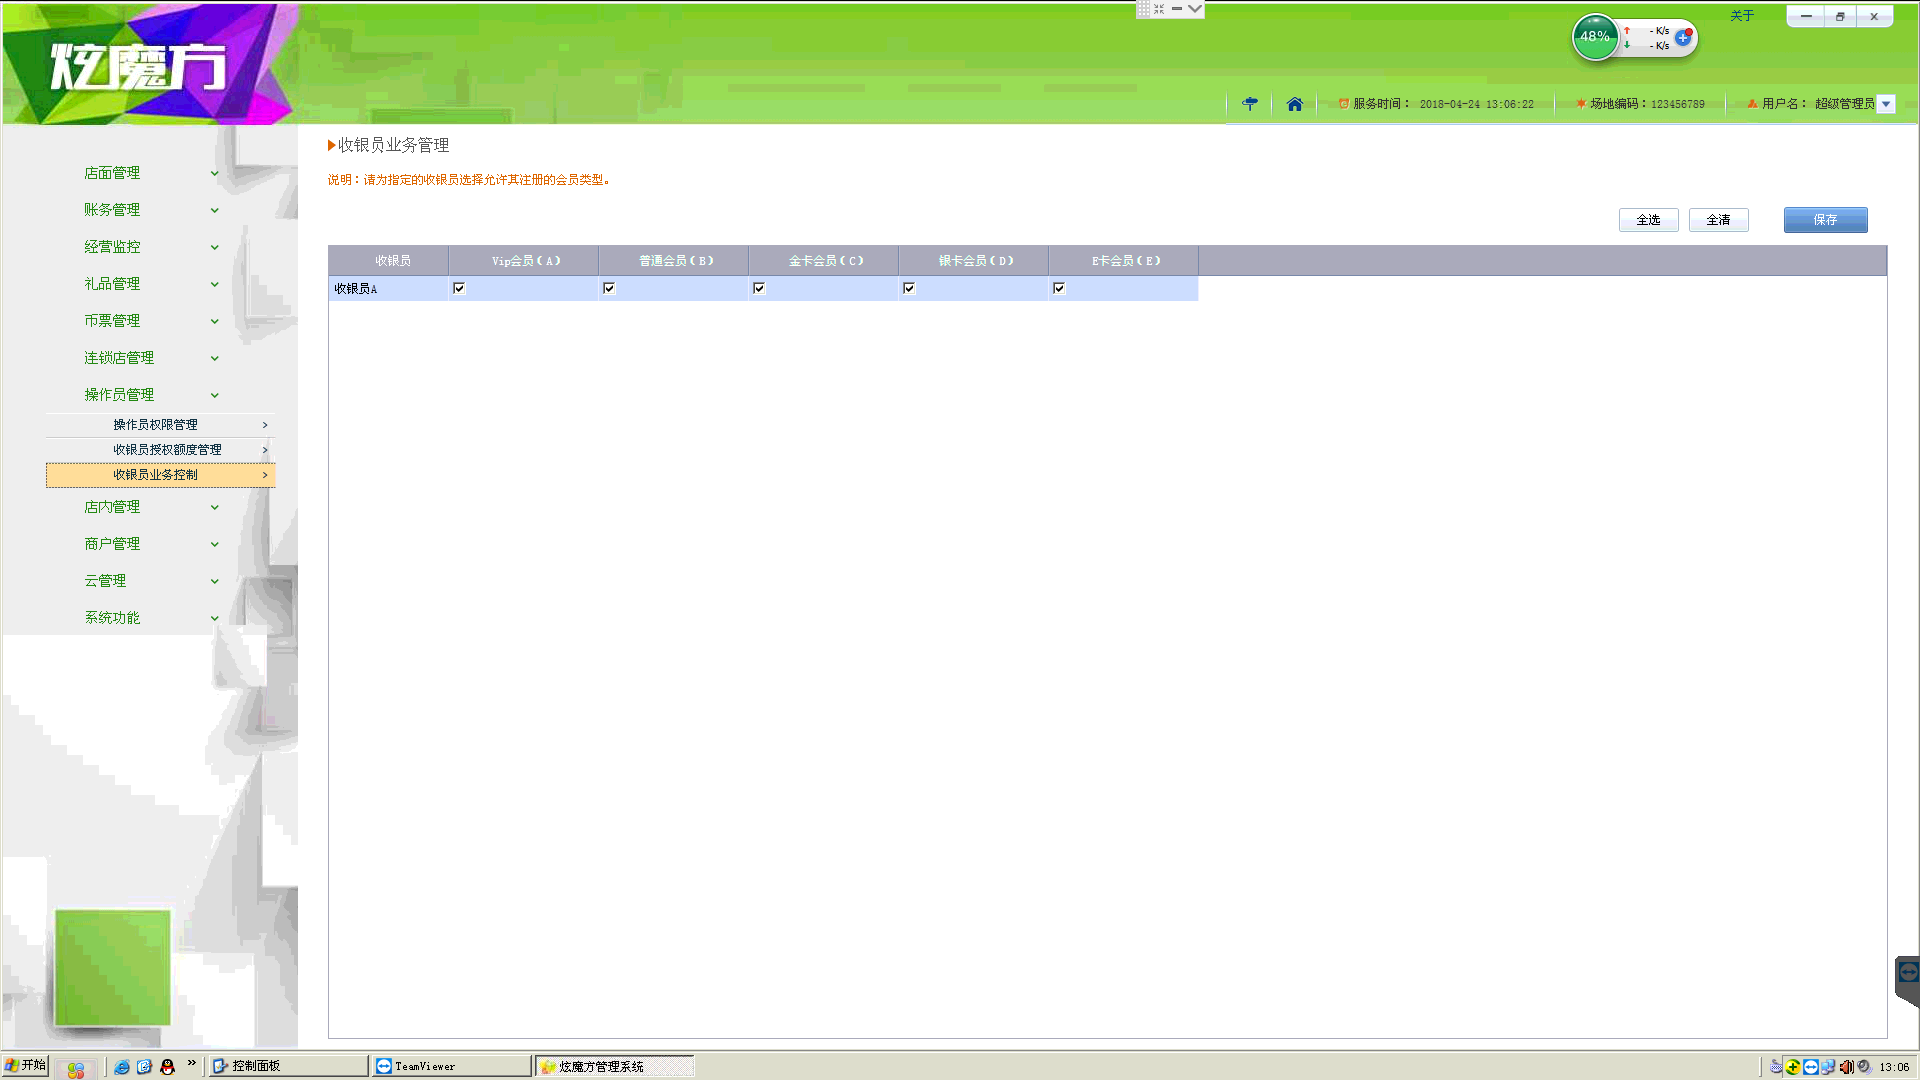 炫魔方
关于
48%
- K/s
- K/s
服务时间： 2018-04-24 13:06:22
场地编码：123456789
用户名： 超级管理员
店面管理
账务管理
经营监控
礼品管理
币票管理
连锁店管理
操作员管理
操作员权限管理
收银员授权额度管理
收银员业务控制
店内管理
商户管理
云管理
系统功能
收银员业务管理
说明：请为指定的收银员选择允许其注册的会员类型。
全选 全清 保存
收银员 Vip会员(A) 普通会员(B) 金卡会员(C) 银卡会员(D) E卡会员(E)
收银员A
开始 控制面板 TeamViewer 炫魔方管理系统 13:06